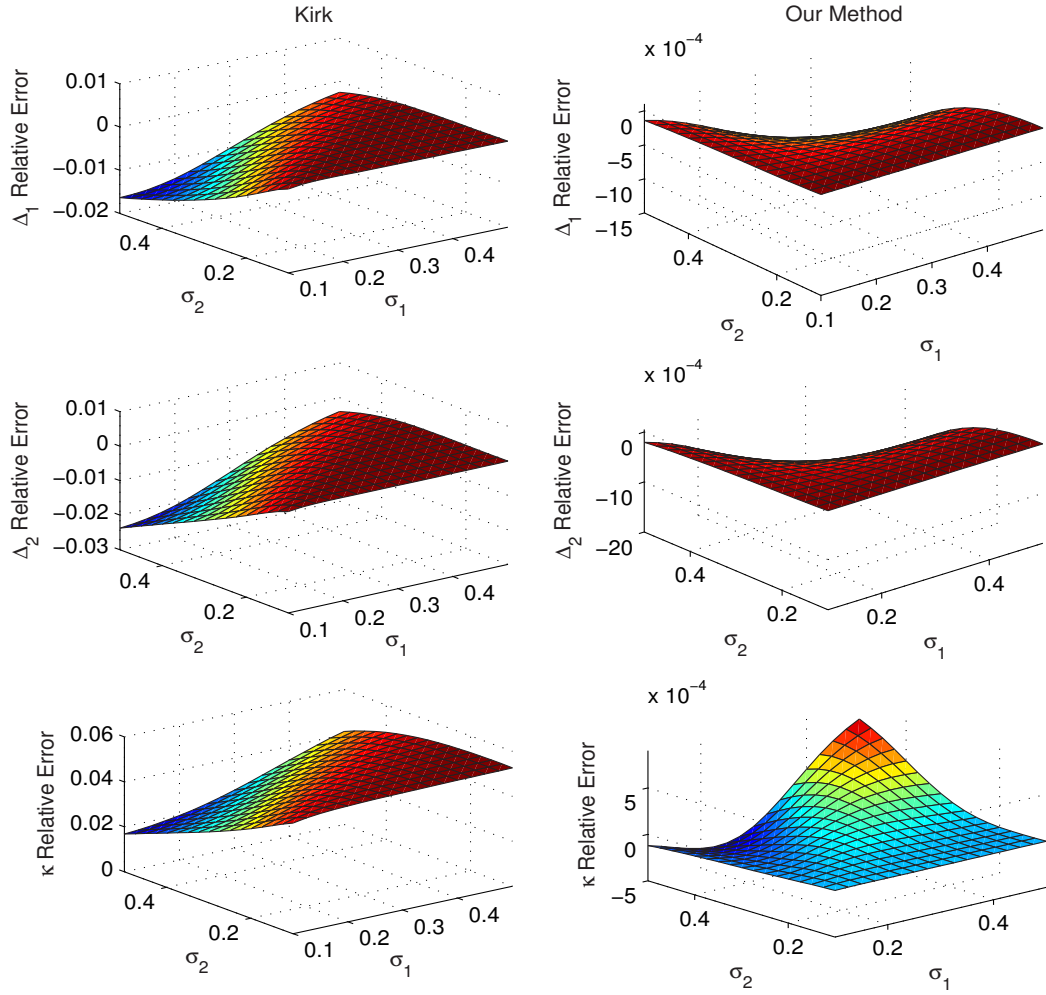 Kirk
Our Method
Δ1 Relative Error
0.01
0
−0.01
−0.02
0.4
0.2
σ2
0.1
0.2
0.3
0.4
σ1
x 10−4
Δ1 Relative Error
0
−5
−10
−15
0.4
0.2
σ2
0.1
0.2
0.3
0.4
σ1
Δ2 Relative Error
0.01
0
−0.01
−0.02
−0.03
0.4
0.2
σ2
0.1
0.2
0.3
0.4
σ1
x 10−4
Δ2 Relative Error
0
−10
−20
0.4
0.2
σ2
0.2
0.4
σ1
κ Relative Error
0.06
0.04
0.02
0
0.4
0.2
σ2
0.1
0.2
0.3
0.4
σ1
x 10−4
κ Relative Error
5
0
−5
0.4
0.2
σ2
0.2
0.4
σ1